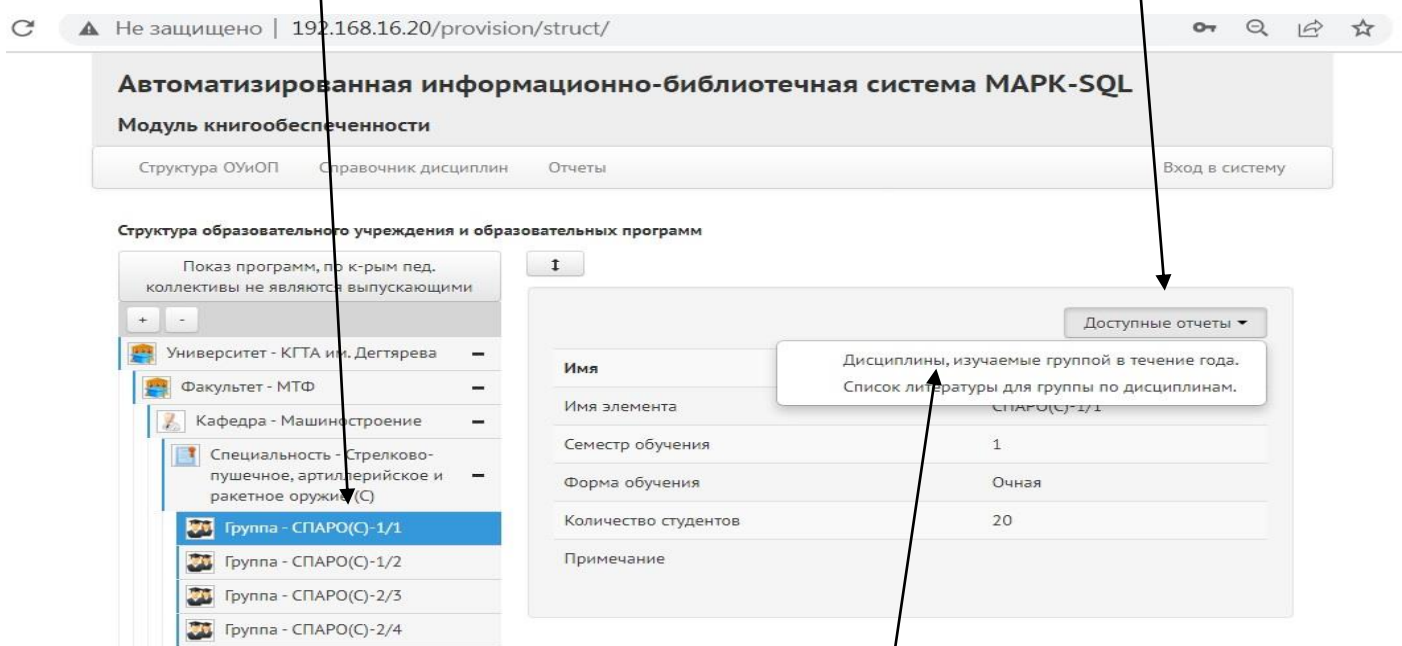 Не защищено | 192.168.16.20/provision/struct/
Автоматизированная информационно-библиотечная система МАРК-SQL
Модуль книгообеспеченности
Структура ОУиОП Справочник дисциплин Отчеты Вход в систему
Структура образовательного учреждения и образовательных программ
Показ программ, по к-рым пед.
коллективы не являются выпускающими
+ -
Университет - КГТА им. Дегтярева
Факультет - МТФ
Кафедра - Машиностроение
Специальность - Стрелково-
пушечное, артиллерийское и
ракетное оружие (С)
Группа - СПАРО(С)-1/1
Группа - СПАРО(С)-1/2
Группа - СПАРО(С)-2/3
Группа - СПАРО(С)-2/4
Доступные отчеты
Дисциплины, изучаемые группой в течение года.
Список литературы для группы по дисциплинам.
Имя
Имя элемента СПАРО(С)-1/1
Семестр обучения 1
Форма обучения Очная
Количество студентов 20
Примечание